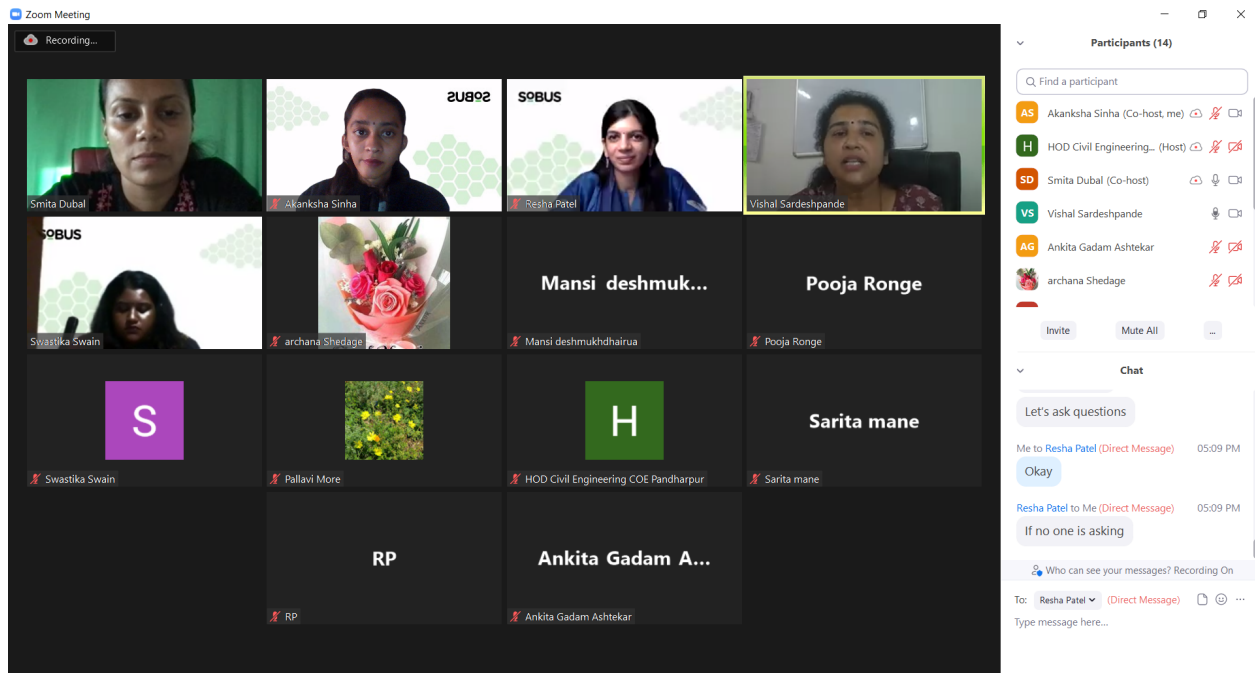 Zoom Meeting
Recording...
Participants (14)
Find a participant
AS Akanksha Sinha (Co-host, me)
H HOD Civil Engineering... (Host)
SD Smita Dubal (Co-host)
VS Vishal Sardeshpande
AG Ankita Gadam Ashtekar
archana Shedage
Invite Mute All ...
Smita Dubal
SOBUS
Akanksha Sinha
SOBUS
Resha Patel
Vishal Sardeshpande
SOBUS
Swastika Swain
archana Shedage
Mansi deshmuk...
Mansi deshmukhdhairua
Pooja Ronge
Pooja Ronge
S
Swastika Swain
Pallavi More
H
HOD Civil Engineering COE Pandharpur
Sarita mane
Sarita mane
RP
RP
Ankita Gadam A...
Ankita Gadam Ashtekar
Chat
Let's ask questions
Me to Resha Patel (Direct Message) 05:09 PM
Okay
Resha Patel to Me (Direct Message) 05:09 PM
If no one is asking
Who can see your messages? Recording On
To: Resha Patel (Direct Message) ...
Type message here...